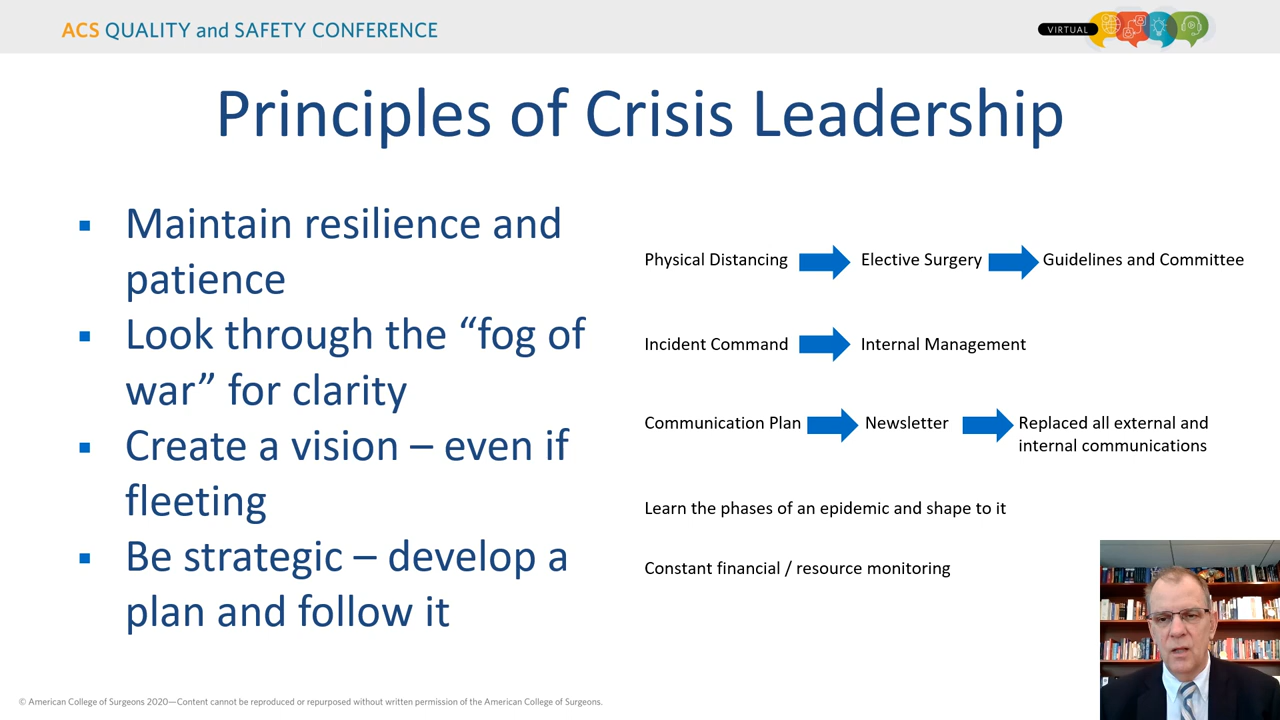 ACS QUALITY and SAFETY CONFERENCE
VIRTUAL
Principles of Crisis Leadership
▪ Maintain resilience and
patience
▪ Look through the “fog of
war” for clarity
▪ Create a vision – even if
fleeting
▪ Be strategic – develop a
plan and follow it
Physical Distancing Elective Surgery Guidelines and Committee
Incident Command Internal Management
Communication Plan Newsletter Replaced all external and
internal communications
Learn the phases of an epidemic and shape to it
Constant financial / resource monitoring
© American College of Surgeons 2020—Content cannot be reproduced or repurposed without written permission of the American College of Surgeons.